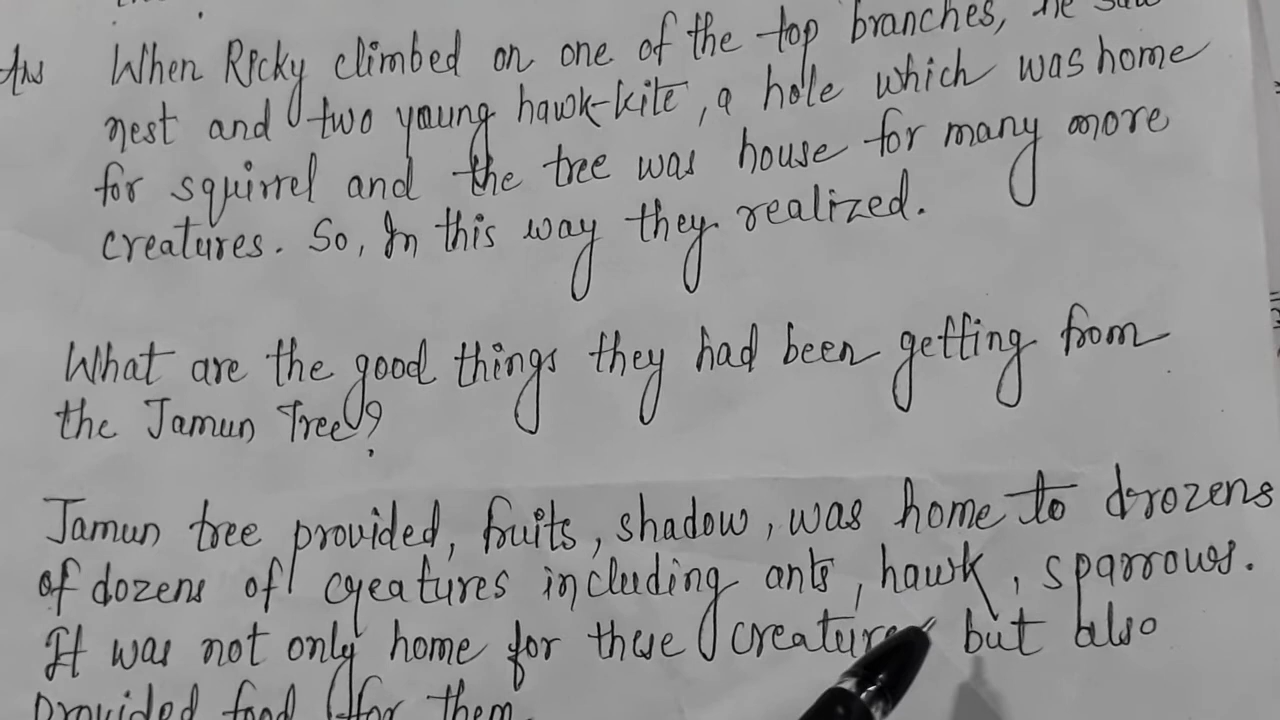 Ans When Ricky climbed on one of the top branches, he saw
nest and two young hawk-kite, a hole which was home
for squirrel and the tree was house for many more
creatures. So, In this way they realized.
What are the good things they had been getting from
the Jamun Tree?
Jamun tree provided, fruits, shadow, was home to drozens
of dozens of creatures including ants, hawk, sparrows.
It was not only home for these creatures but also
provided food for them